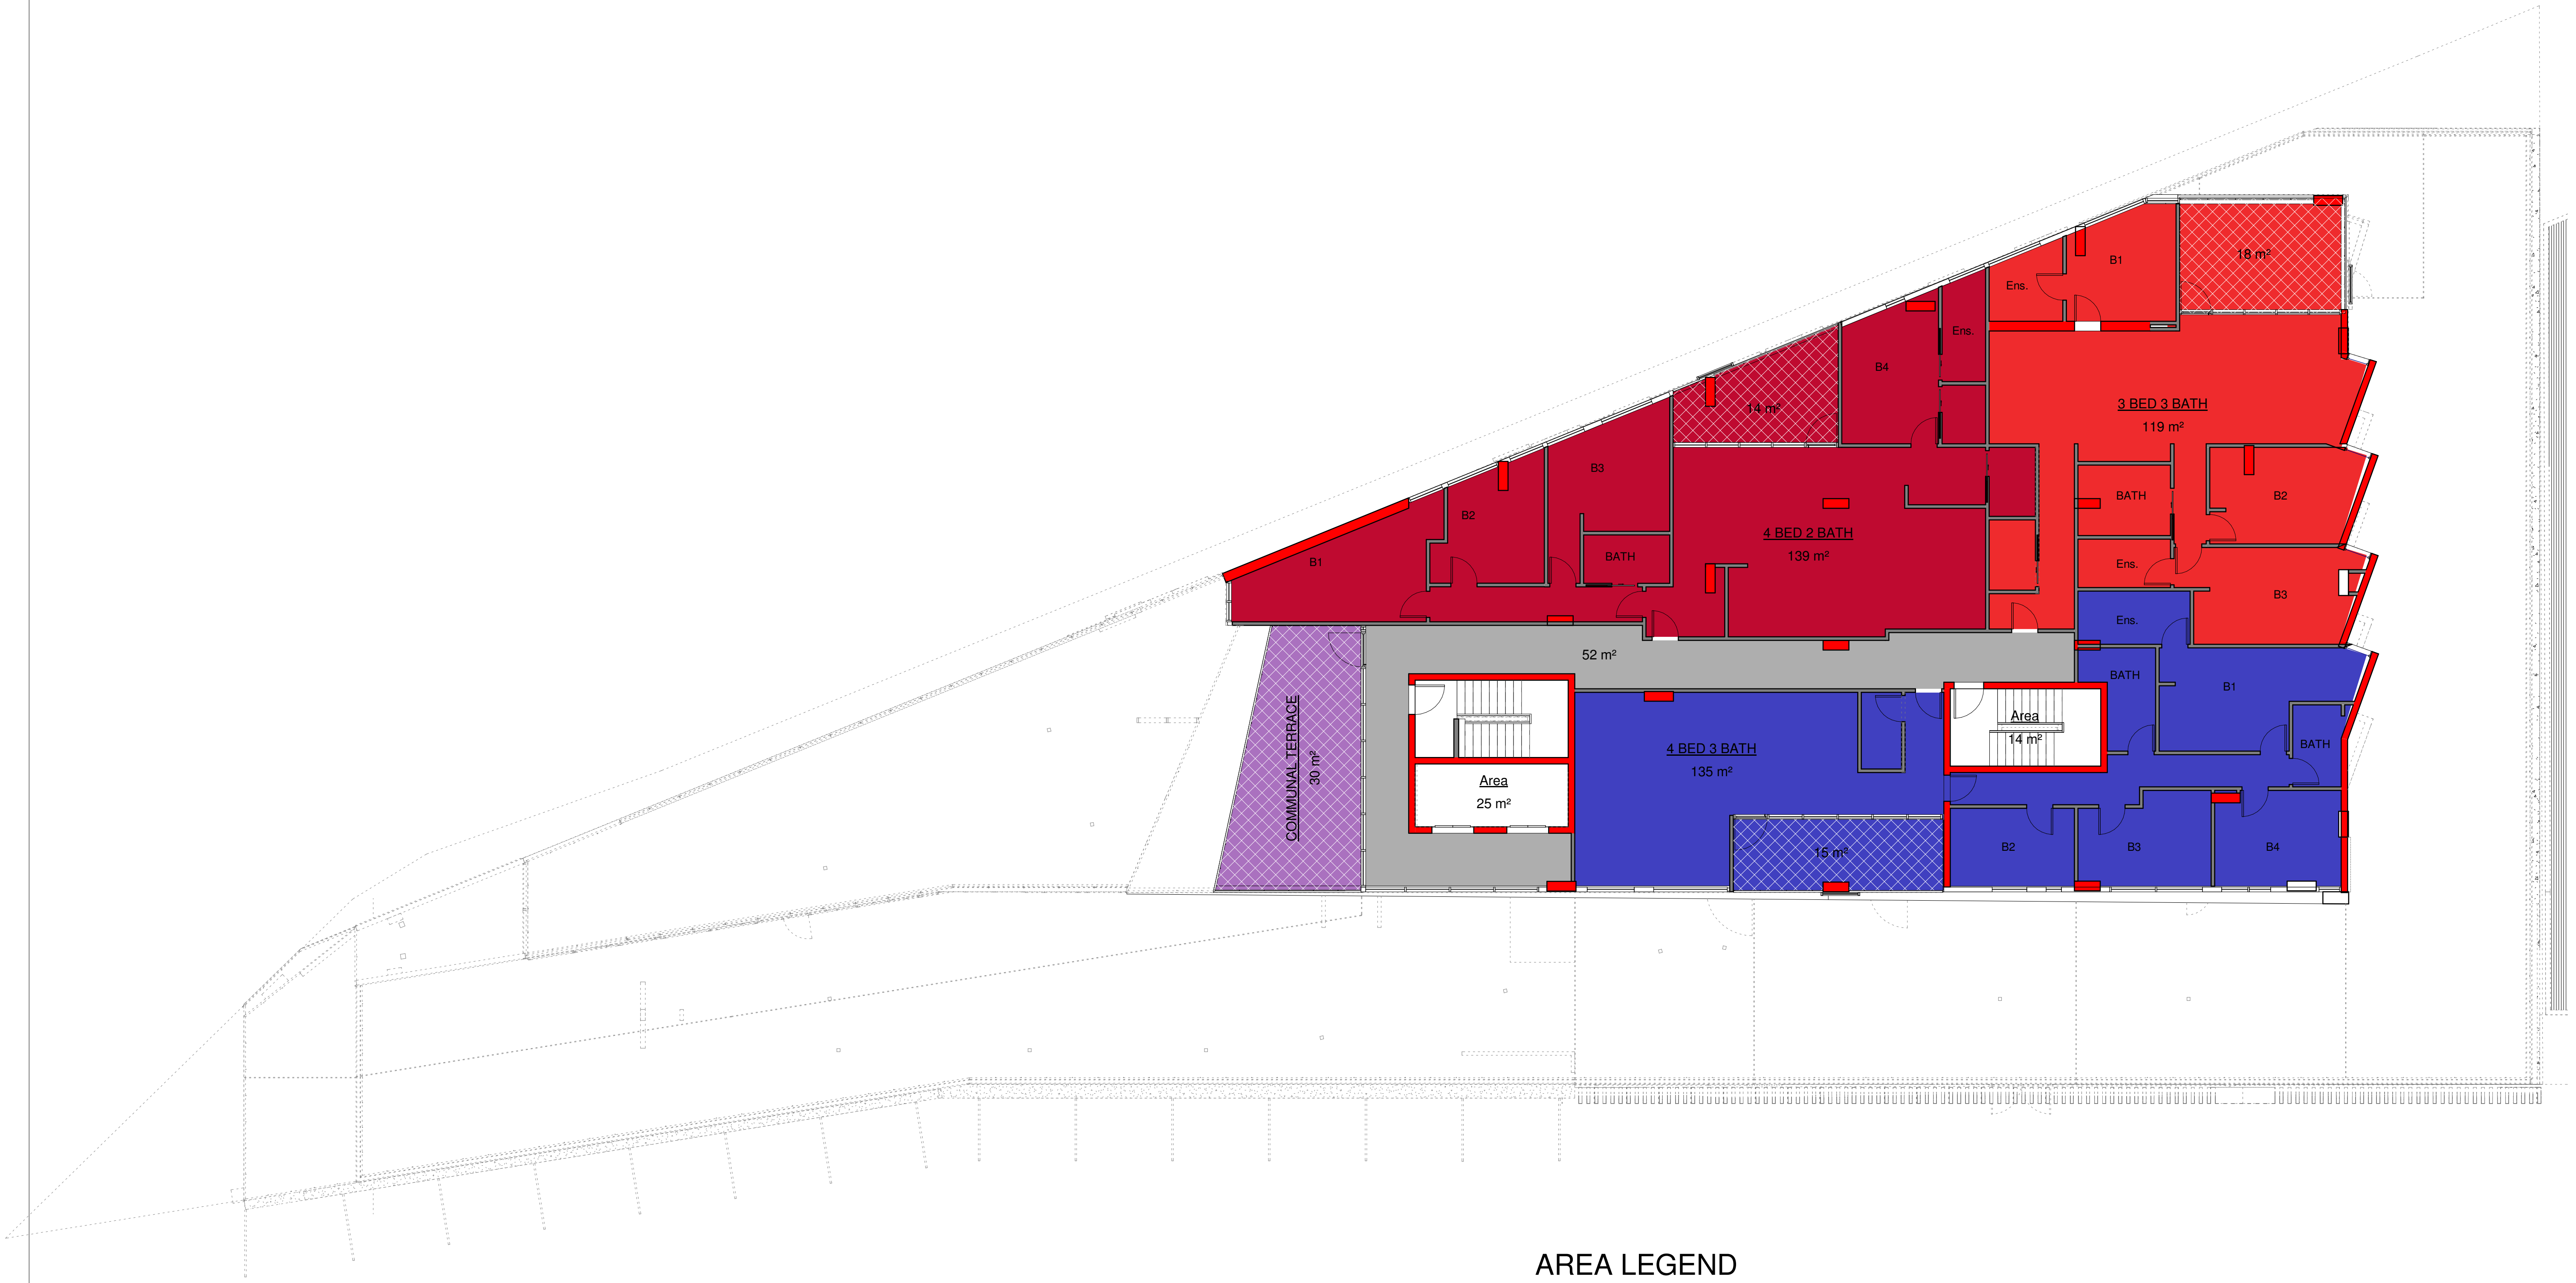 18 m²
B1
Ens.
Ens.
B4
14 m²
3 BED 3 BATH
119 m²
B3
B2
BATH
B2
B1
BATH
4 BED 2 BATH
139 m²
Ens.
B3
Ens.
52 m²
BATH
B1
Area
14 m²
BATH
4 BED 3 BATH
135 m²
COMMUNAL TERRACE
30 m²
Area
25 m²
15 m²
B2
B3
B4
AREA LEGEND